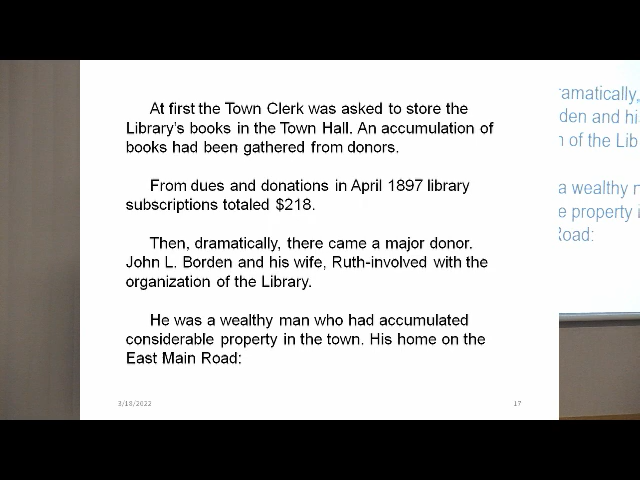 At first the Town Clerk was asked to store the
Library's books in the Town Hall. An accumulation of
books had been gathered from donors.
From dues and donations in April 1897 library
subscriptions totaled $218.
Then, dramatically, there came a major donor.
John L. Borden and his wife, Ruth-involved with the
organization of the Library.
He was a wealthy man who had accumulated
considerable property in the town. His home on the
East Main Road:
3/18/2022
17
ramatically,
den and hi
of the Lib
a wealthy
e property
Road: